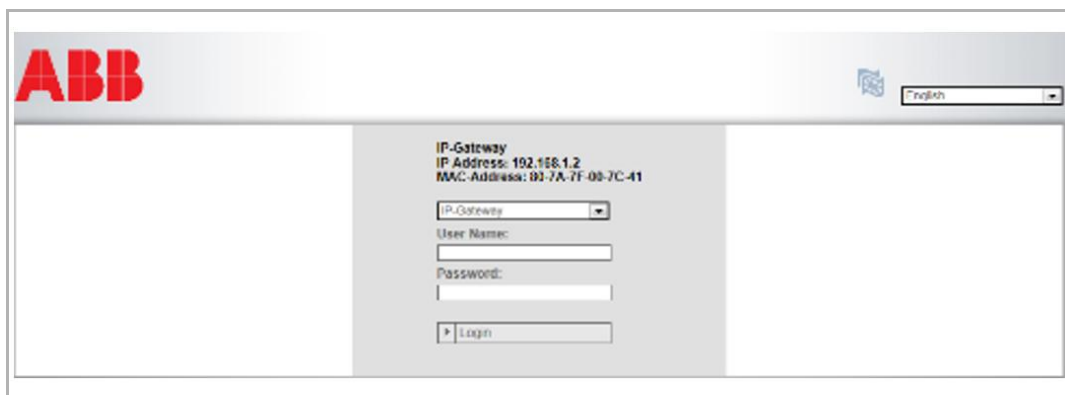 ABB
English
IP-Gateway
IP Address: 192.168.1.2
MAC-Address: 80-7A-7F-00-7C-41
IP-Gateway
User Name:
Password:
Login